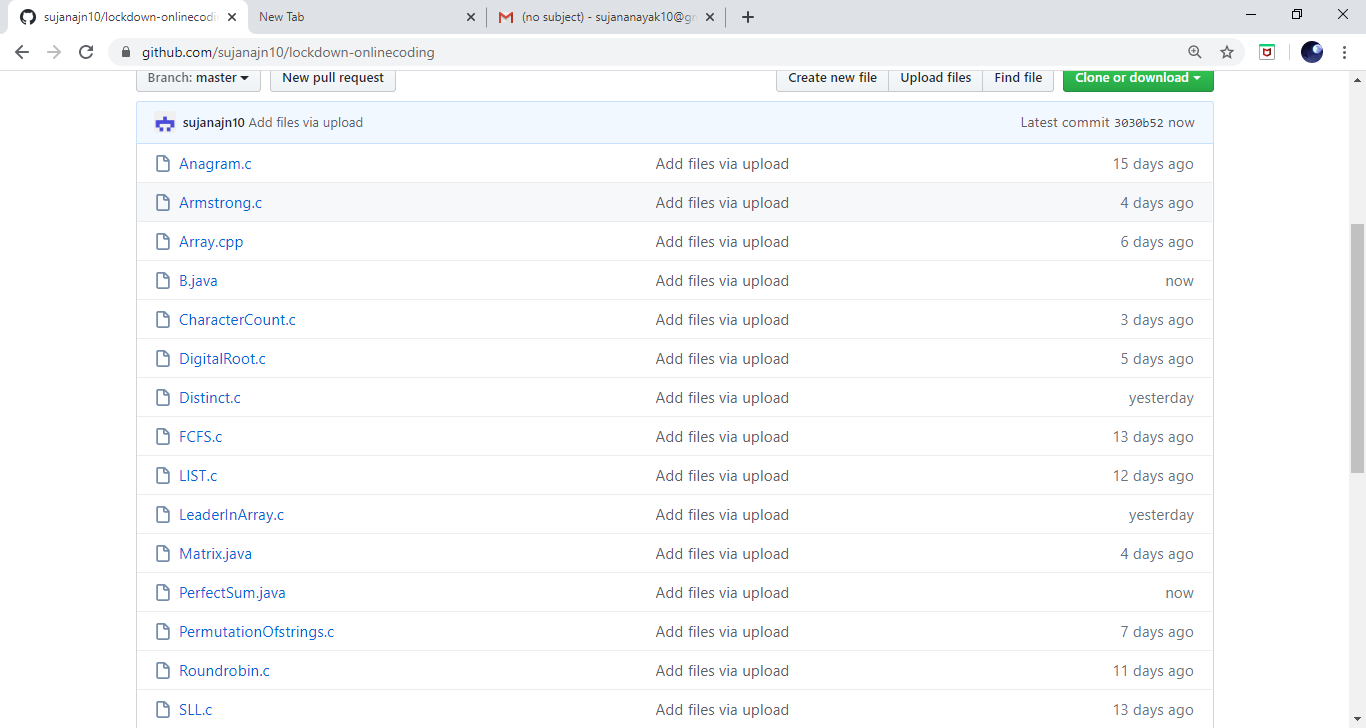 sujanajn10/lockdown-onlinecodi
New Tab
(no subject) - sujananayak10@g
github.com/sujanajn10/lockdown-onlinecoding
Branch: master
New pull request
Create new file
Upload files
Find file
Clone or download
sujanajn10 Add files via upload
Latest commit 3030b52 now
Anagram.c Add files via upload 15 days ago
Armstrong.c Add files via upload 4 days ago
Array.cpp Add files via upload 6 days ago
B.java Add files via upload now
CharacterCount.c Add files via upload 3 days ago
DigitalRoot.c Add files via upload 5 days ago
Distinct.c Add files via upload yesterday
FCFS.c Add files via upload 13 days ago
LIST.c Add files via upload 12 days ago
LeaderInArray.c Add files via upload yesterday
Matrix.java Add files via upload 4 days ago
PerfectSum.java Add files via upload now
PermutationOfstrings.c Add files via upload 7 days ago
Roundrobin.c Add files via upload 11 days ago
SLL.c Add files via upload 13 days ago